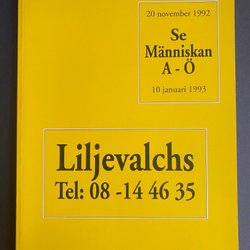 20 november 1992
Se
Människan
A - Ö
10 januari 1993
Liljevalchs
Tel: 08 -14 46 35